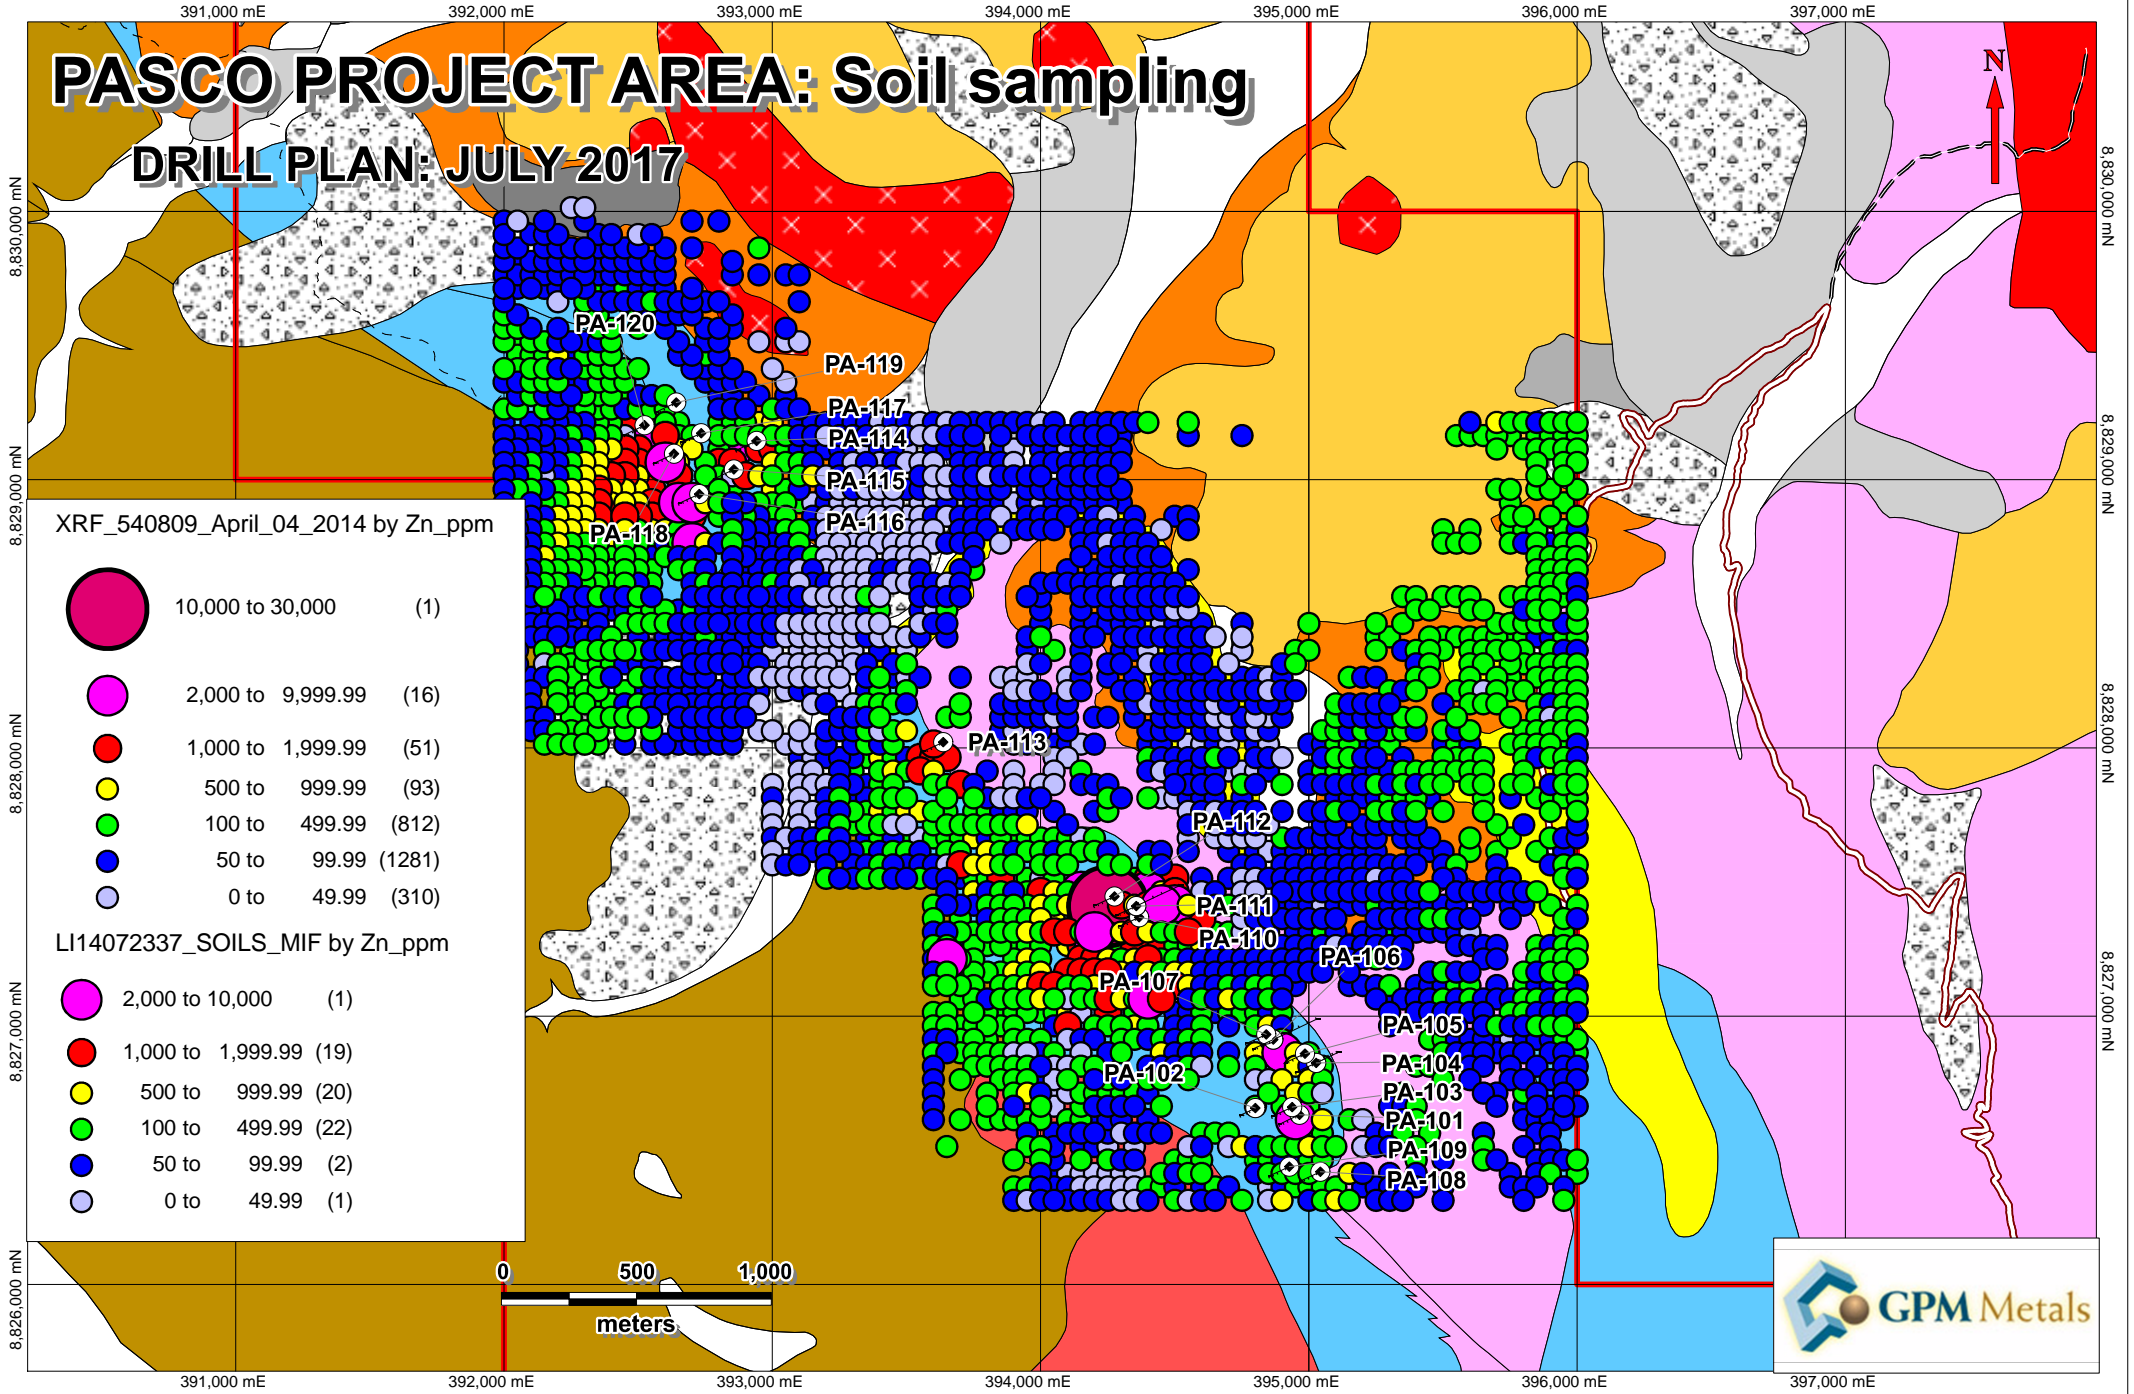 391,000 mE
392,000 mE
393,000 mE
394,000 mE
395,000 mE
396,000 mE
397,000 mE
PASCO PROJECT AREA: Soil sampling
N
DRILL PLAN: JULY 2017
8,830,000 mN
8,830,000 mN
PA-120
PA-119
PA-117
PA-114
8,829,000 mN
8,829,000 mN
PA-115
PA-116
PA-118
XRF_540809_April_04_2014 by Zn_ppm
10,000 to 30,000 (1)
2,000 to 9,999.99 (16)
1,000 to 1,999.99 (51)
500 to 999.99 (93)
100 to 499.99 (812)
50 to 99.99 (1281)
0 to 49.99 (310)
8,828,000 mN
8,828,000 mN
PA-113
PA-112
PA-111
PA-110
PA-106
PA-107
LI14072337_SOILS_MIF by Zn_ppm
2,000 to 10,000 (1)
1,000 to 1,999.99 (19)
500 to 999.99 (20)
100 to 499.99 (22)
50 to 99.99 (2)
0 to 49.99 (1)
8,827,000 mN
8,827,000 mN
PA-105
PA-104
PA-102
PA-103
PA-101
PA-109
PA-108
8,826,000 mN
0 500 1,000
meters
GPM Metals
391,000 mE
392,000 mE
393,000 mE
394,000 mE
395,000 mE
396,000 mE
397,000 mE